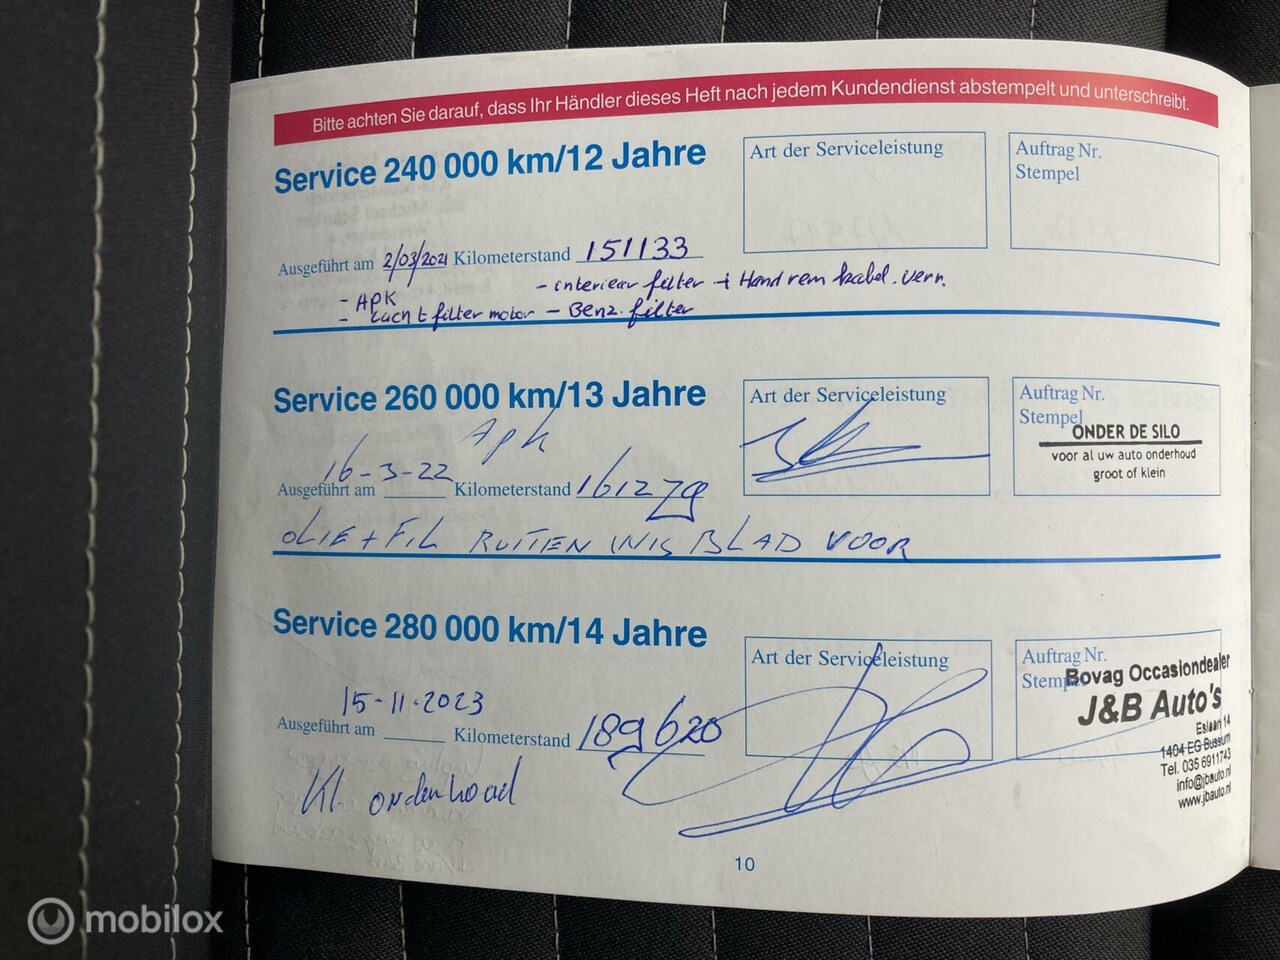 Bitte achten Sie darauf, dass Ihr Händler dieses Heft nach jedem Kundendienst abstempelt und unterschreibt.
Service 240 000 km/12 Jahre
Art der Serviceleistung
Auftrag Nr.
Stempel
Ausgeführt am 2/03/2021 Kilometerstand 151133
- interieur filter + Handrem kabel. vern.
- APK
- Lucht filter motor - Benz. filter
Service 260 000 km/13 Jahre
Art der Serviceleistung
Auftrag Nr.
Stempel
ONDER DE SILO
voor al uw auto onderhoud
groot of klein
Apk
Ausgeführt am 16-3-22 Kilometerstand 161279
OLIE + FIL RUITEN WIS BLAD VOOR
Service 280 000 km/14 Jahre
Art der Serviceleistung
Auftrag Nr.
Stempel
Bovag Occasiondealer
J&B Auto's
Eslaan 14
1404 EG Bussum
Tel. 035 6911743
info@jbauto.nl
www.jbauto.nl
Ausgeführt am 15-11-2023 Kilometerstand 189620
Kl. onderhoud
10
mobilox